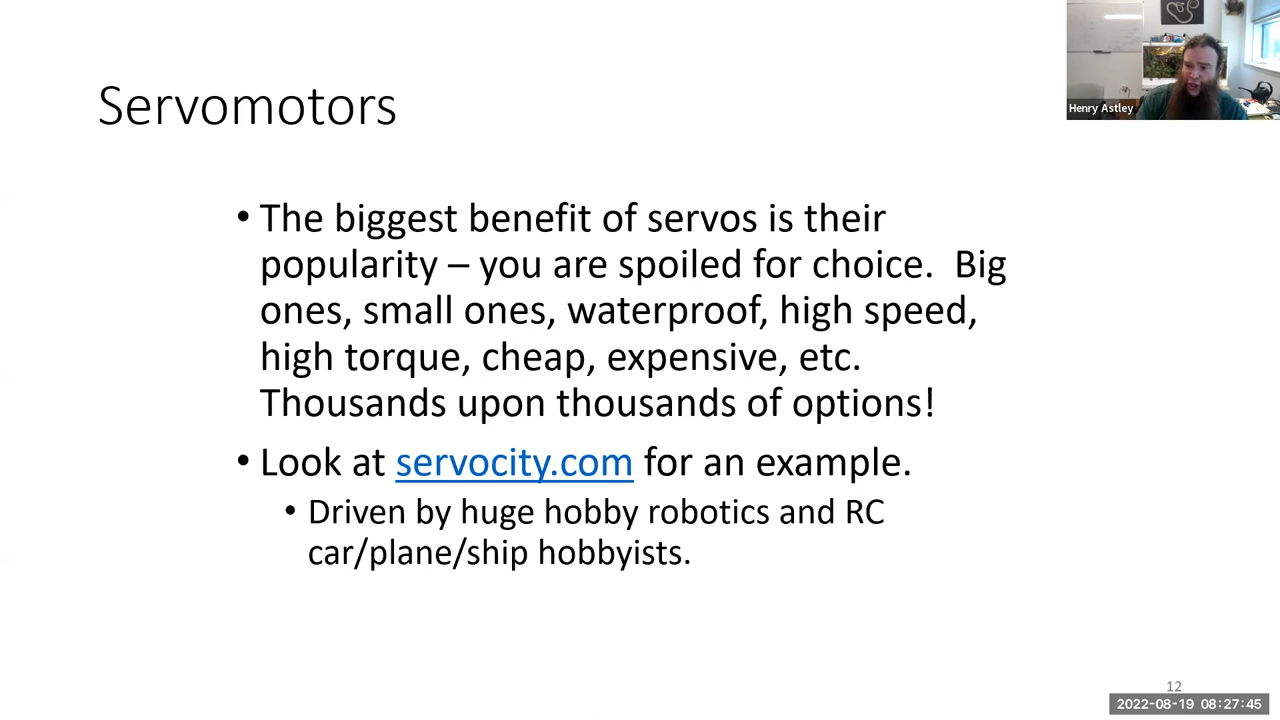 Henry Astley
Servomotors
• The biggest benefit of servos is their
popularity – you are spoiled for choice.  Big
ones, small ones, waterproof, high speed,
high torque, cheap, expensive, etc.
Thousands upon thousands of options!
• Look at servocity.com for an example.
• Driven by huge hobby robotics and RC
car/plane/ship hobbyists.
12
2022-08-19 08:27:45